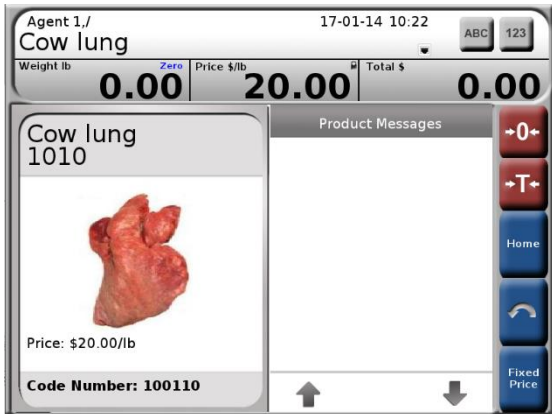 Agent 1,/
17-01-14 10:22
Cow lung
ABC
123
Weight lb
Zero
Price $/lb
Total $
0.00
20.00
0.00
Cow lung
1010
Product Messages
→0←
→T←
Home
Price: $20.00/lb
Code Number: 100110
Fixed
Price